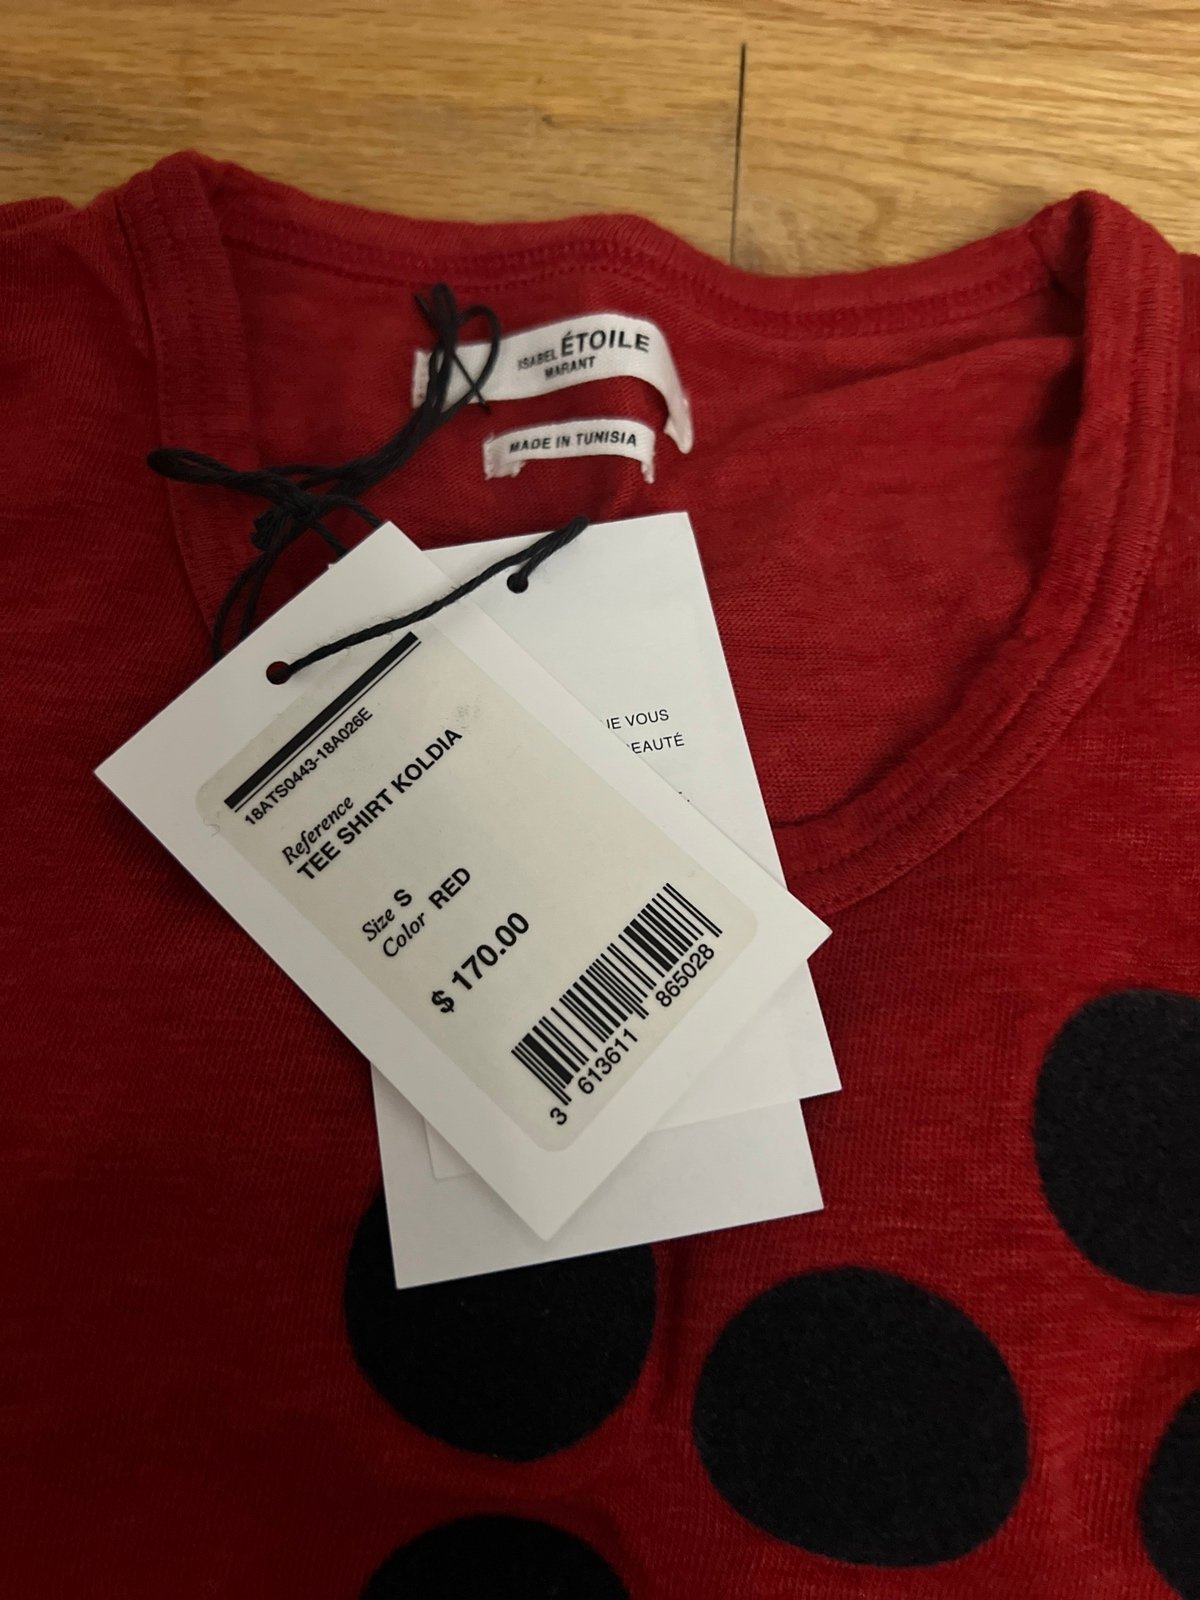 ISABEL ÉTOILE
MARANT
MADE IN TUNISIA
VOUS
18ATS0443-18A026E
Reference
TEE SHIRT KOLDIA
Size S
Color RED
$ 170.00
3 613611 865028